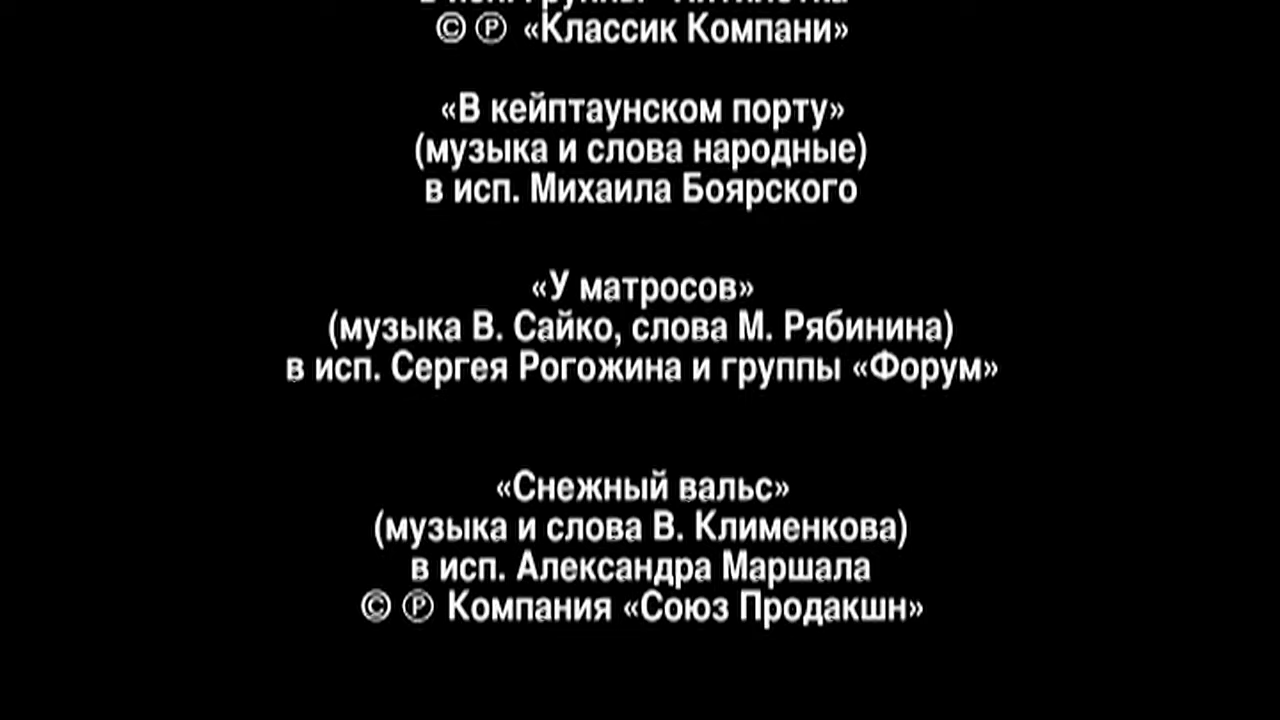 © ℗ «Классик Компани»
«В кейптаунском порту»
(музыка и слова народные)
в исп. Михаила Боярского
«У матросов»
(музыка В. Сайко, слова М. Рябинина)
в исп. Сергея Рогожина и группы «Форум»
«Снежный вальс»
(музыка и слова В. Клименкова)
в исп. Александра Маршала
© ℗ Компания «Союз Продакшн»